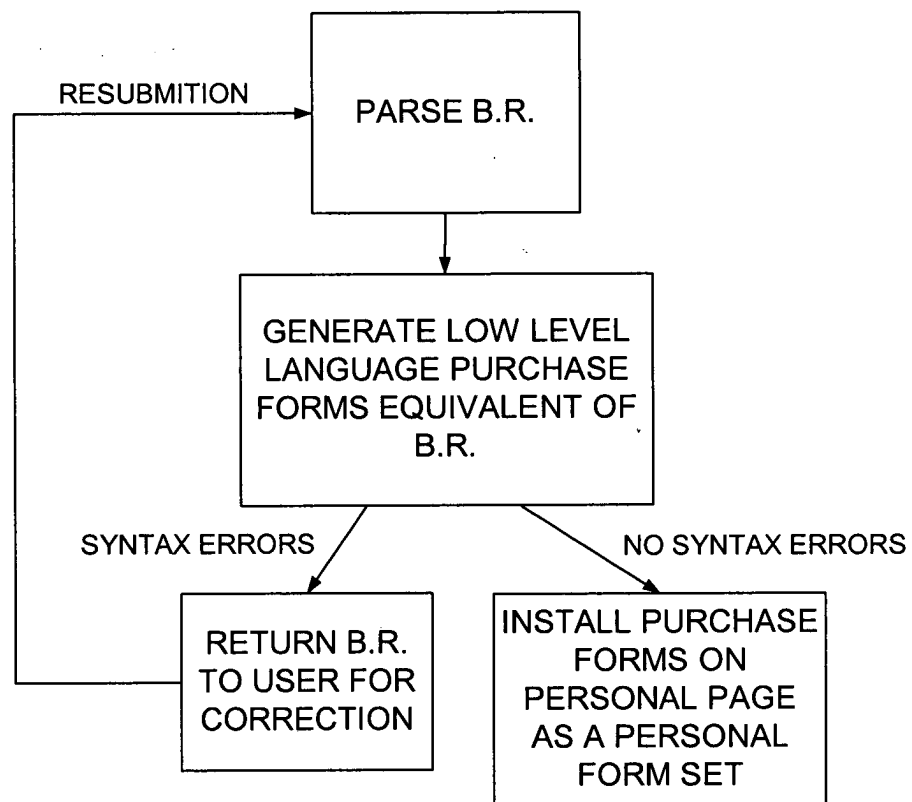 RESUBMITION
PARSE B.R.
GENERATE LOW LEVEL
LANGUAGE PURCHASE
FORMS EQUIVALENT OF
B.R.
SYNTAX ERRORS
NO SYNTAX ERRORS
RETURN B.R.
TO USER FOR
CORRECTION
INSTALL PURCHASE
FORMS ON
PERSONAL PAGE
AS A PERSONAL
FORM SET